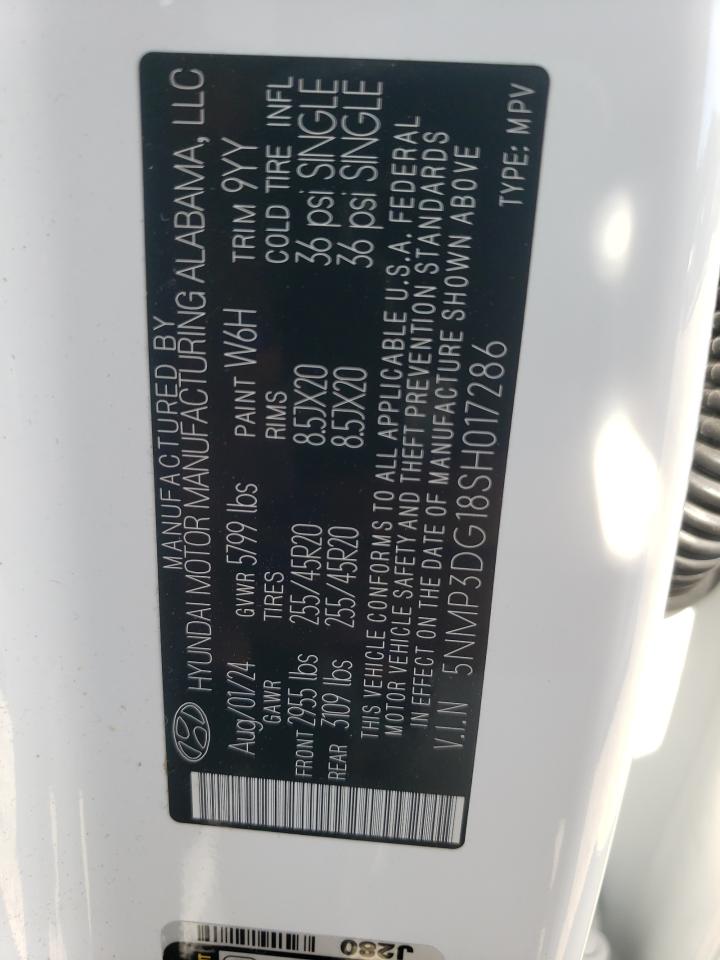 MANUFACTURED BY
HYUNDAI MOTOR MANUFACTURING ALABAMA, LLC
Aug/01/24 GVWR 5799 lbs PAINT W6H TRIM 9YY
GAWR TIRES RIMS COLD TIRE INFL
FRONT 2955 lbs 255/45R20 8.5JX20 36 psi SINGLE
REAR 3109 lbs 255/45R20 8.5JX20 36 psi SINGLE
THIS VEHICLE CONFORMS TO ALL APPLICABLE U.S.A. FEDERAL
MOTOR VEHICLE SAFETY AND THEFT PREVENTION STANDARDS
IN EFFECT ON THE DATE OF MANUFACTURE SHOWN ABOVE
V.I.N 5NMP3DG18SH017286
TYPE: MPV
J280